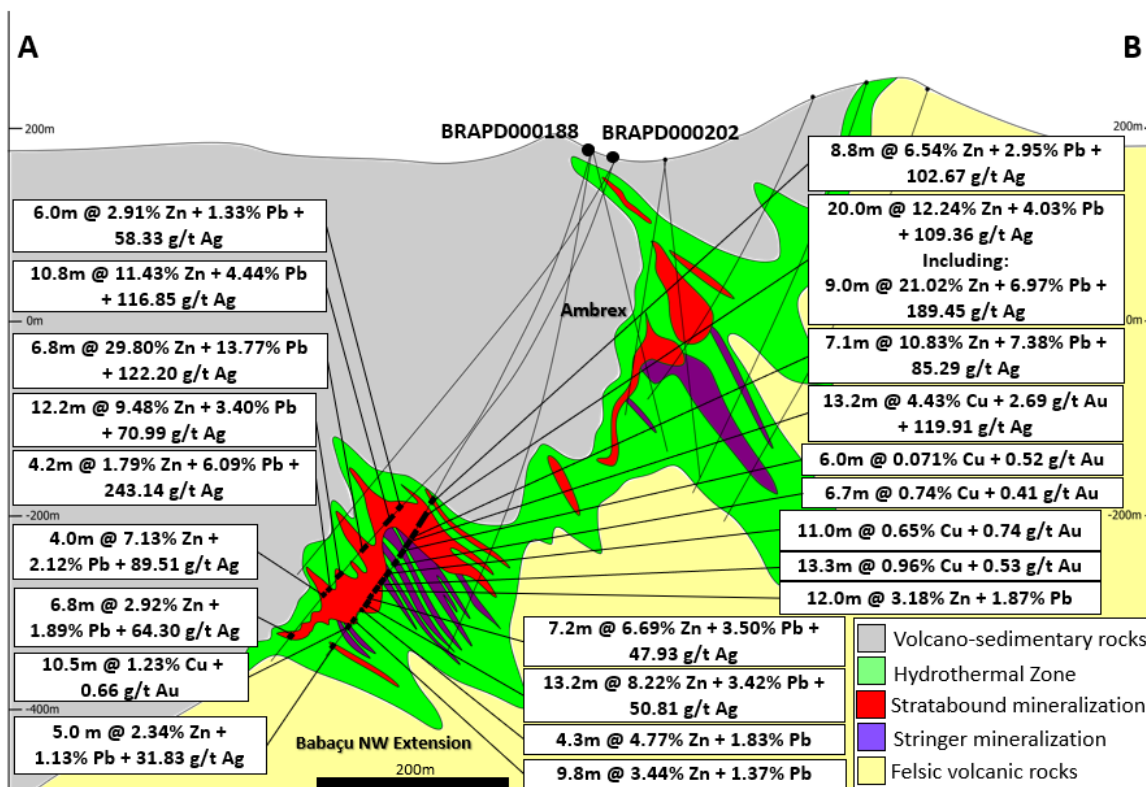 A
B
200m
200m
BRAPD000188
BRAPD000202
8.8m @ 6.54% Zn + 2.95% Pb +
102.67 g/t Ag
20.0m @ 12.24% Zn + 4.03% Pb
+ 109.36 g/t Ag
Including:
9.0m @ 21.02% Zn + 6.97% Pb +
189.45 g/t Ag
7.1m @ 10.83% Zn + 7.38% Pb +
85.29 g/t Ag
13.2m @ 4.43% Cu + 2.69 g/t Au
+ 119.91 g/t Ag
6.0m @ 0.071% Cu + 0.52 g/t Au
6.7m @ 0.74% Cu + 0.41 g/t Au
11.0m @ 0.65% Cu + 0.74 g/t Au
13.3m @ 0.96% Cu + 0.53 g/t Au
12.0m @ 3.18% Zn + 1.87% Pb
6.0m @ 2.91% Zn + 1.33% Pb +
58.33 g/t Ag
10.8m @ 11.43% Zn + 4.44% Pb
+ 116.85 g/t Ag
0m
0m
Ambrex
6.8m @ 29.80% Zn + 13.77% Pb
+ 122.20 g/t Ag
12.2m @ 9.48% Zn + 3.40% Pb
+ 70.99 g/t Ag
4.2m @ 1.79% Zn + 6.09% Pb +
243.14 g/t Ag
-200m
-200m
4.0m @ 7.13% Zn +
2.12% Pb + 89.51 g/t Ag
6.8m @ 2.92% Zn +
1.89% Pb + 64.30 g/t Ag
10.5m @ 1.23% Cu +
0.66 g/t Au
-400m
5.0 m @ 2.34% Zn +
1.13% Pb + 31.83 g/t Ag
7.2m @ 6.69% Zn + 3.50% Pb +
47.93 g/t Ag
13.2m @ 8.22% Zn + 3.42% Pb +
50.81 g/t Ag
4.3m @ 4.77% Zn + 1.83% Pb
9.8m @ 3.44% Zn + 1.37% Pb
Babaçu NW Extension
200m
Volcano-sedimentary rocks
Hydrothermal Zone
Stratabound mineralization
Stringer mineralization
Felsic volcanic rocks